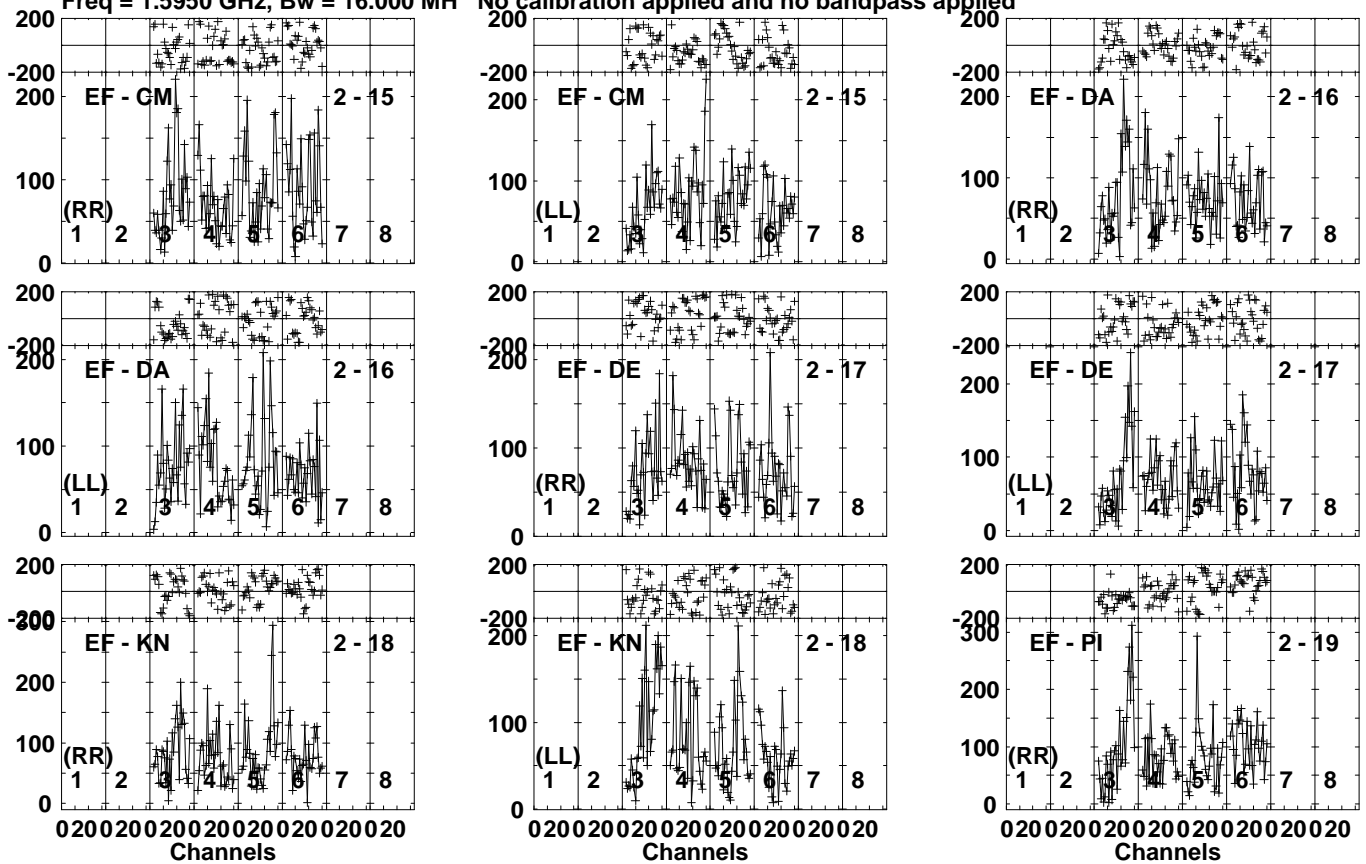 Freq = 1.5950 GHz, Bw = 16.000 MH No calibration applied and no bandpass applied
200 200 200
-200 -200 -200
200 EF - CM 2 - 15 200 EF - CM 2 - 15 200 EF - DA 2 - 16
100 100 100
(RR) (LL) (RR)
1 2 3 4 5 6 7 8 1 2 3 4 5 6 7 8 1 2 3 4 5 6 7 8
0 0 0
200 200 200
-200 -200 -200
200 EF - DA 2 - 16 200 EF - DE 2 - 17 200 EF - DE 2 - 17
100 100 100
(LL) (RR) (LL)
1 2 3 4 5 6 7 8 1 2 3 4 5 6 7 8 1 2 3 4 5 6 7 8
0 0 0
200 200 200
-200 -200 -200
300 EF - KN 2 - 18 200 EF - KN 2 - 18 300 EF - PI 2 - 19
200 100 200
100 100
(RR) (LL) (RR)
1 2 3 4 5 6 7 8 1 2 3 4 5 6 7 8 1 2 3 4 5 6 7 8
0 0 0
0 20 0 20 0 20 0 20 0 20 0 20 0 20 0 20 0 20 0 20 0 20 0 20 0 20 0 20 0 20 0 20 0 20 0 20 0 20 0 20 0 20 0 20 0 20 0 20
Channels Channels Channels